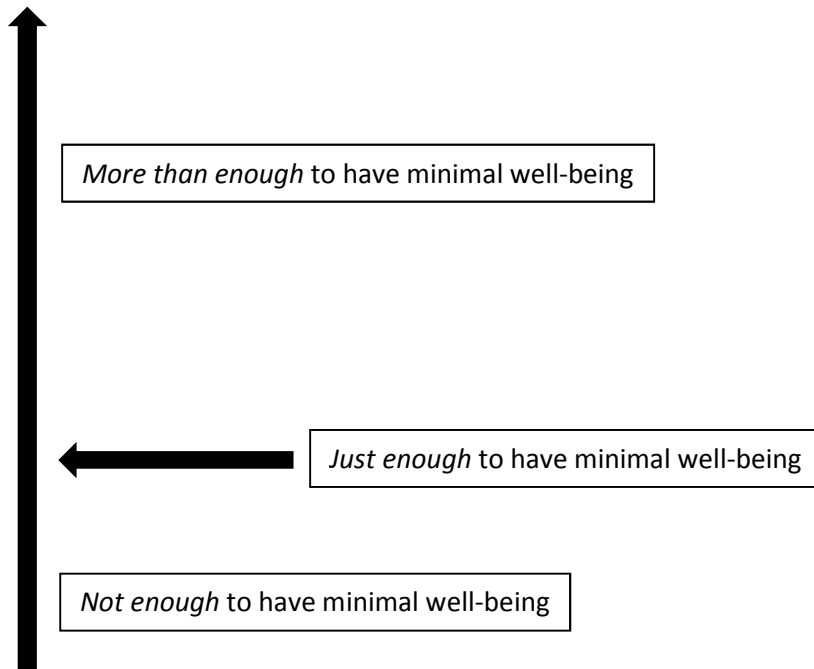 More than enough to have minimal well-being
Just enough to have minimal well-being
Not enough to have minimal well-being